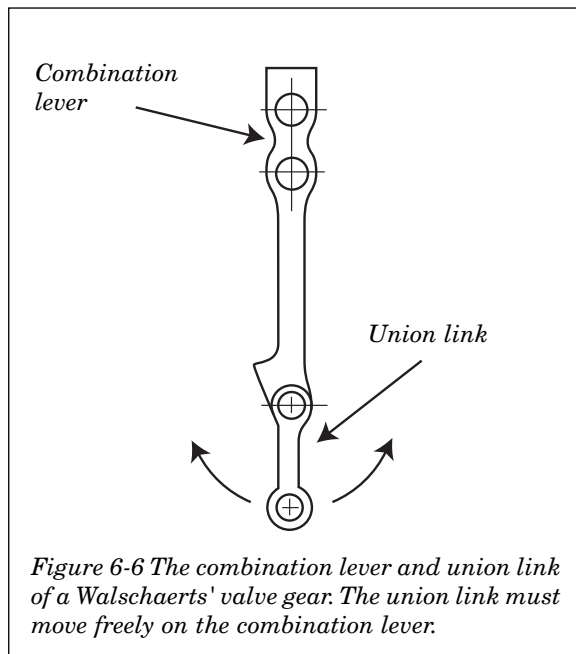 Combination
lever
Union link
Figure 6-6 The combination lever and union link
of a Walschaerts' valve gear. The union link must
move freely on the combination lever.